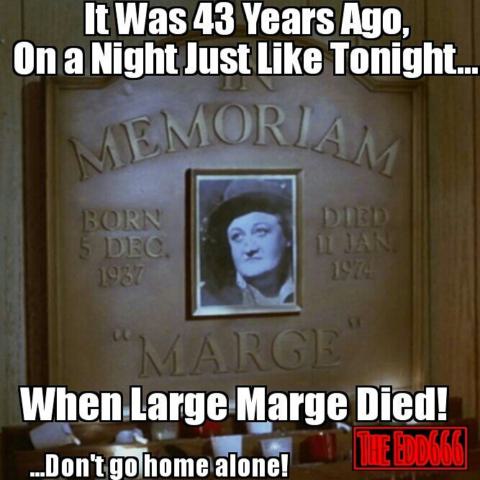 It Was 43 Years Ago,
On a Night Just Like Tonight...
IN
MEMORIAM
BORN
5 DEC.
1937
DIED
11 JAN.
1974
"MARGE"
When Large Marge Died!
...Don't go home alone!
THE EDD666